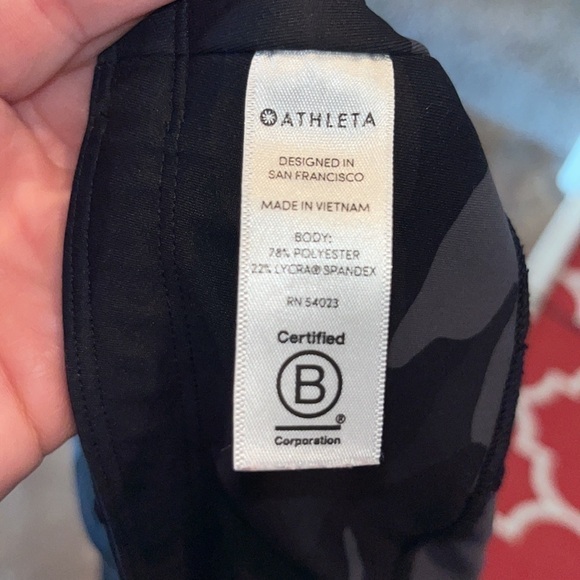 ATHLETA
DESIGNED IN
SAN FRANCISCO
MADE IN VIETNAM
BODY:
78% POLYESTER
22% LYCRA® SPANDEX
RN 54023
Certified
B
®
Corporation